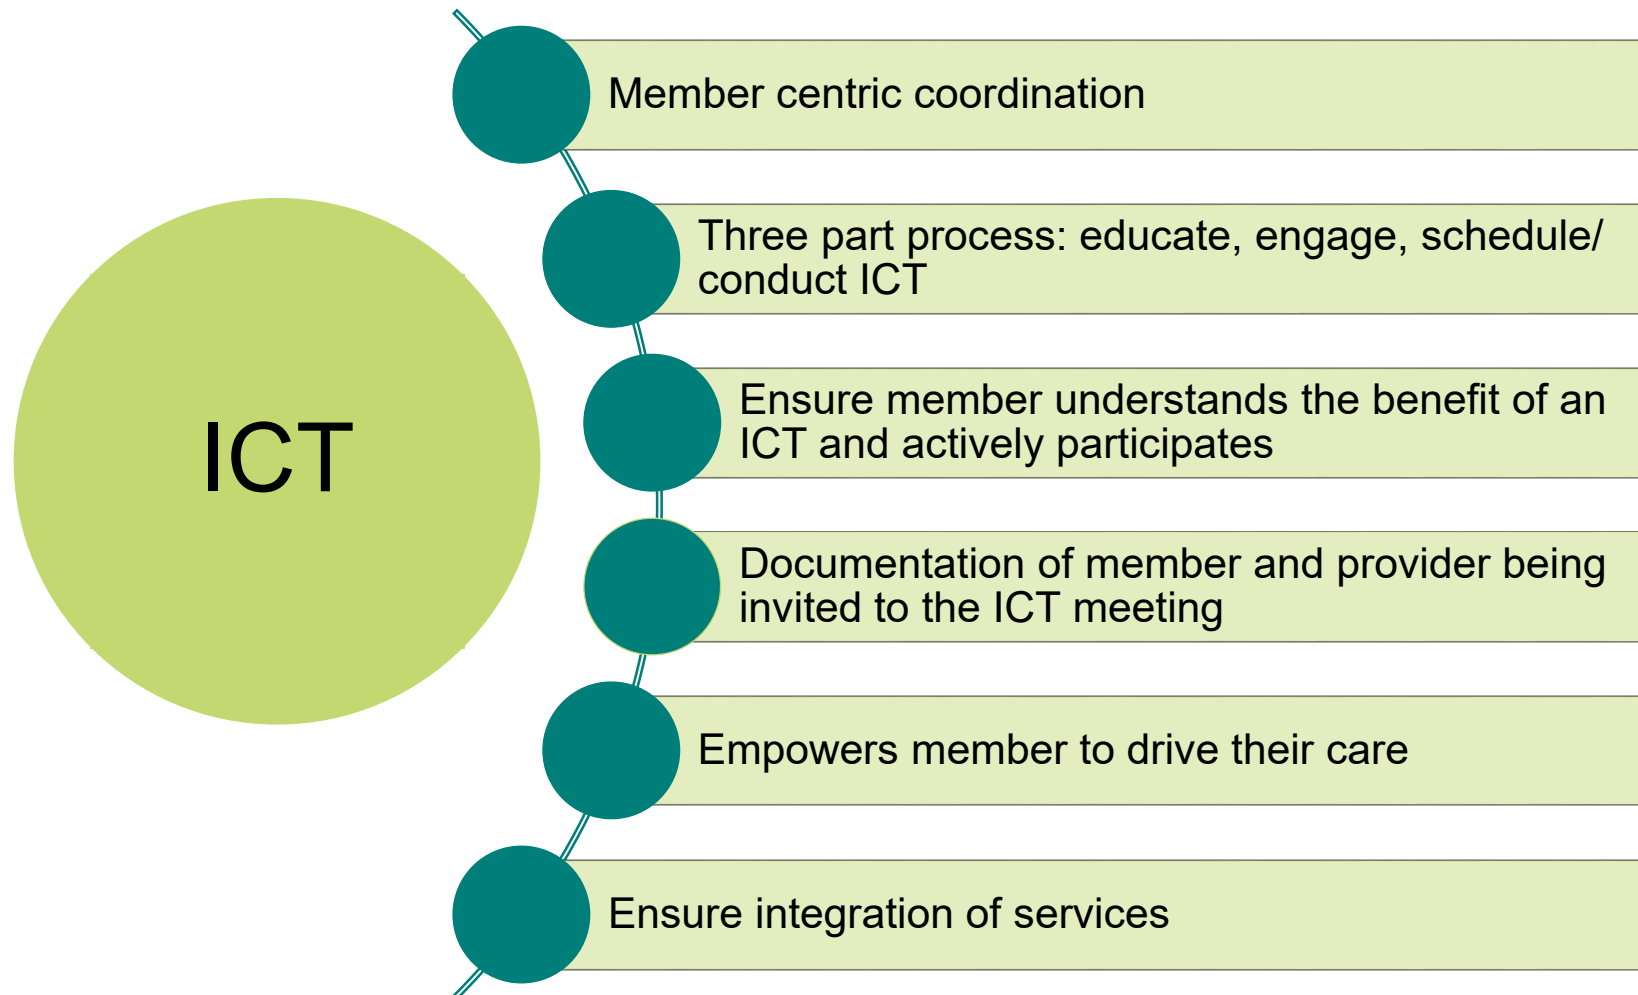 ICT
Member centric coordination
Three part process: educate, engage, schedule/
conduct ICT
Ensure member understands the benefit of an
ICT and actively participates
Documentation of member and provider being
invited to the ICT meeting
Empowers member to drive their care
Ensure integration of services